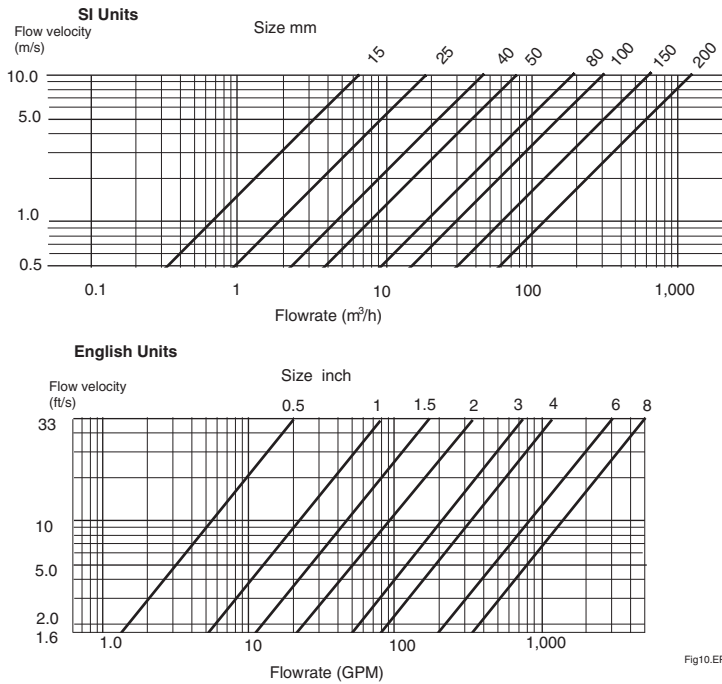 SI Units
Flow velocity
(m/s)
Size mm
15 25 40 50 80 100 150 200
10.0
5.0
1.0
0.5
0.1 1 10 100 1,000
Flowrate (m³/h)
English Units
Flow velocity
(ft/s)
Size inch
0.5 1 1.5 2 3 4 6 8
33
10
5.0
2.0
1.6
1.0 10 100 1,000
Flowrate (GPM)